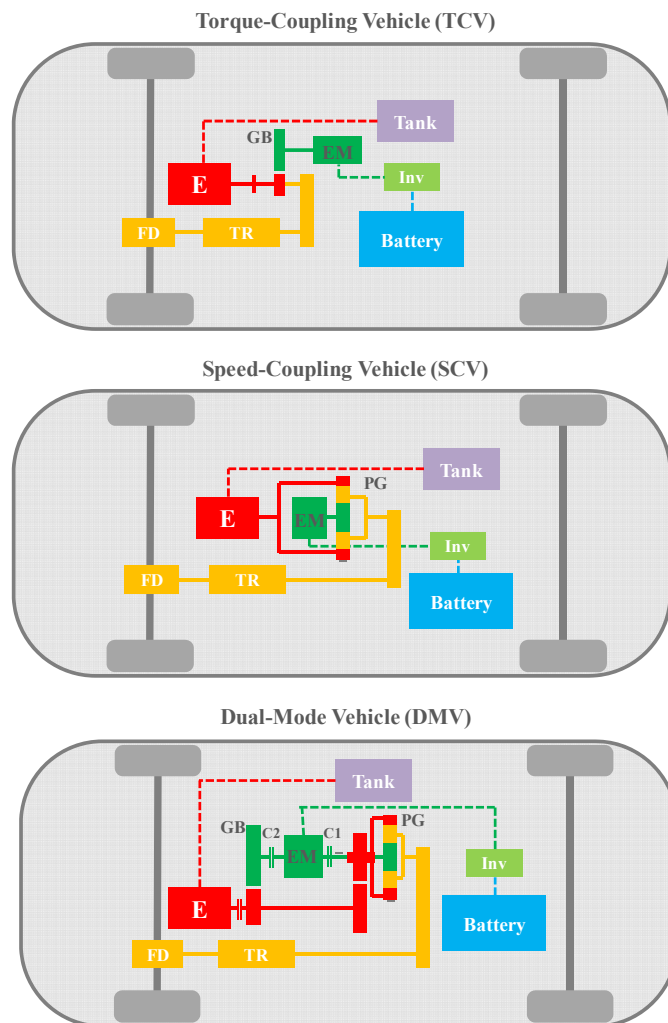 Torque-Coupling Vehicle (TCV)
Tank
GB
EM
E
Inv
Battery
FD
TR
Speed-Coupling Vehicle (SCV)
Tank
PG
E
EM
Inv
FD
TR
Battery
Dual-Mode Vehicle (DMV)
Tank
GB
C2
C1
PG
EM
Inv
E
Battery
FD
TR